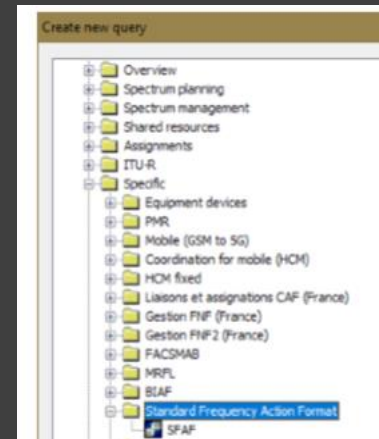 Create new query
Overview
Spectrum planning
Spectrum management
Shared resources
Assignments
ITU-R
Specific
Equipment devices
PMR
Mobile (GSM to 5G)
Coordination for mobile (HCM)
HCM fixed
Liaisons et assignations CAF (France)
Gestion FNF (France)
Gestion FNF2 (France)
FACSMAB
MRFL
BIAF
Standard Frequency Action Format
SFAF